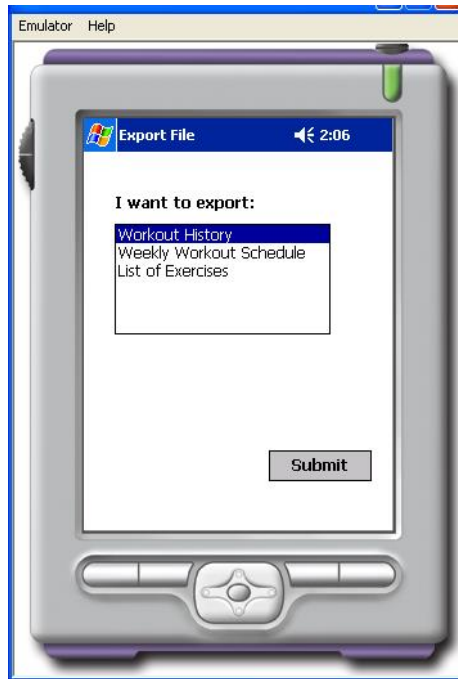 Emulator Help
Export File 2:06
I want to export:
Workout History
Weekly Workout Schedule
List of Exercises
Submit